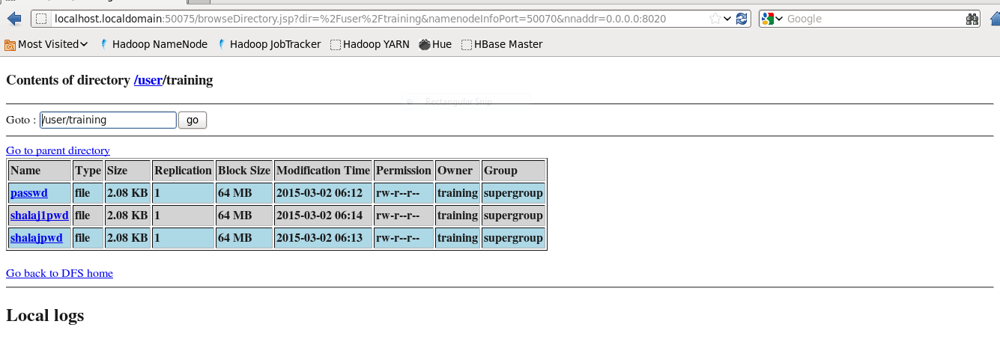 localhost.localdomain:50075/browseDirectory.jsp?dir=%2Fuser%2Ftraining&namenodeInfoPort=50070&nnaddr=0.0.0.0:8020 Google
Most Visited Hadoop NameNode Hadoop JobTracker Hadoop YARN Hue HBase Master
Contents of directory /user/training
Rectangular Snip
Goto : /user/training go
Go to parent directory
Name Type Size Replication Block Size Modification Time Permission Owner Group
passwd file 2.08 KB 1 64 MB 2015-03-02 06:12 rw-r--r-- training supergroup
shalaj1pwd file 2.08 KB 1 64 MB 2015-03-02 06:14 rw-r--r-- training supergroup
shalajpwd file 2.08 KB 1 64 MB 2015-03-02 06:13 rw-r--r-- training supergroup
Go back to DFS home
Local logs